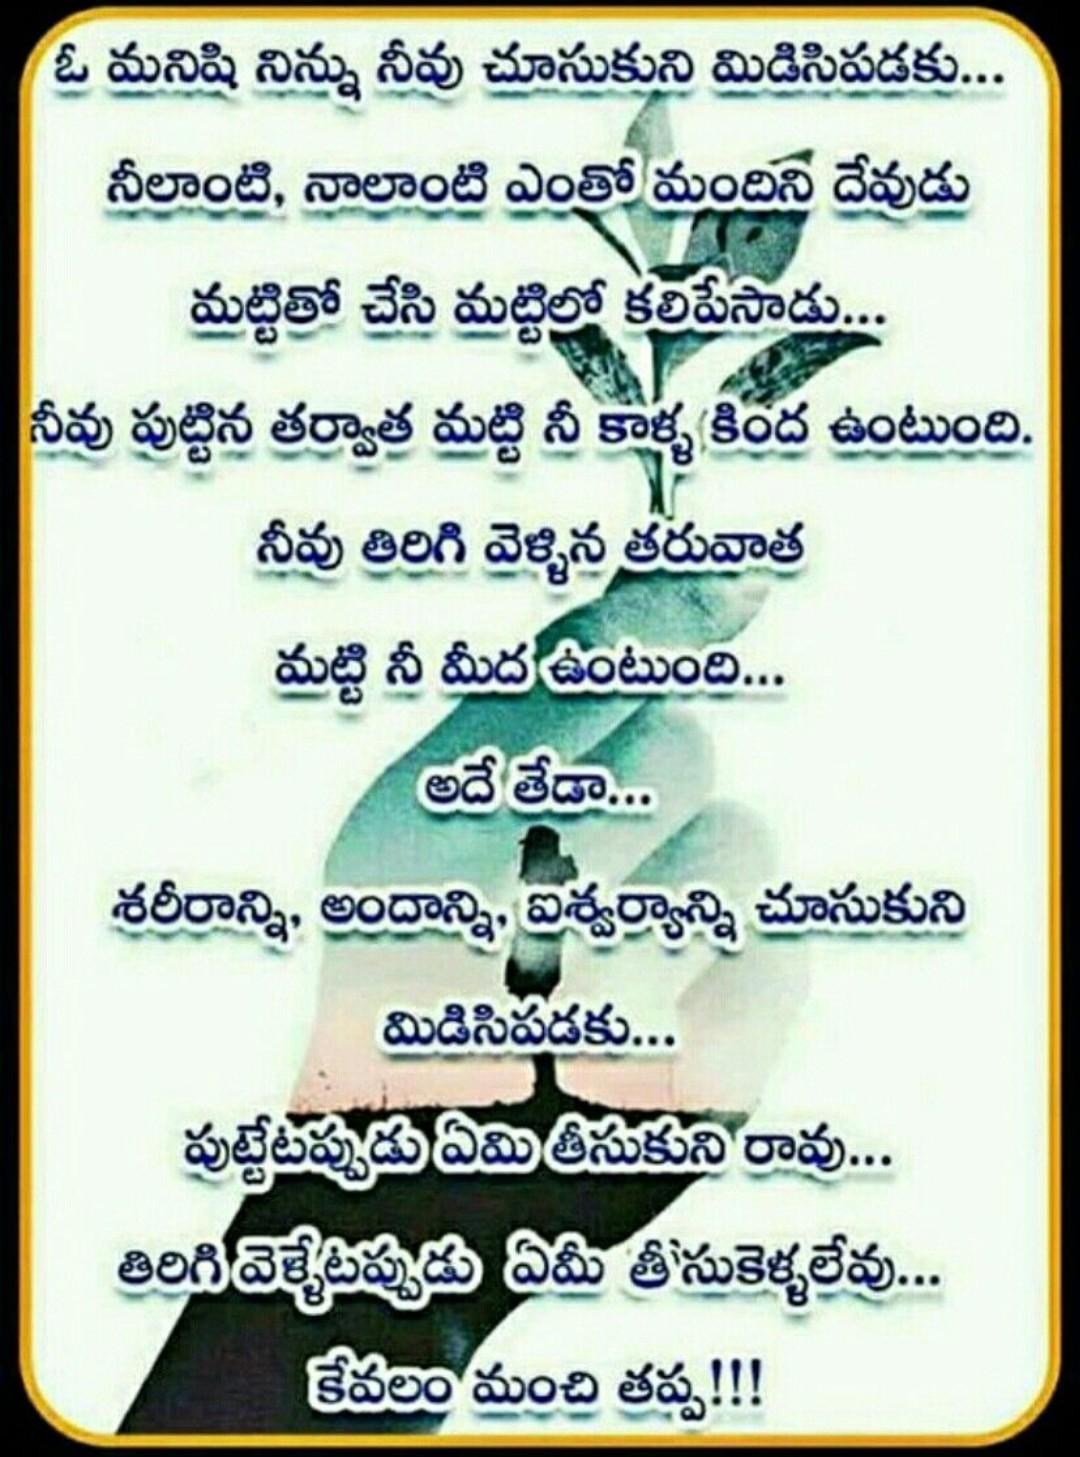 ఓ మనిషి నిన్ను నీవు చూసుకుని మిడిసిపడకు...
నీలాంటి, నాలాంటి ఎంతో మందిని దేవుడు
మట్టితో చేసి మట్టిలో కలిపేసాడు...
నీవు పుట్టిన తర్వాత మట్టి నీ కాళ్ళ కింద ఉంటుంది.
నీవు తిరిగి వెళ్ళిన తరువాత
మట్టి నీ మీద ఉంటుంది...
అదే తేడా...
శరీరాన్ని, అందాన్ని, ఐశ్వర్యాన్ని చూసుకుని
మిడిసిపడకు...
పుట్టేటప్పుడు ఏమి తీసుకుని రావు...
తిరిగి వెళ్ళేటప్పుడు ఏమీ తీసుకెళ్ళలేవు...
కేవలం మంచి తప్ప!!!